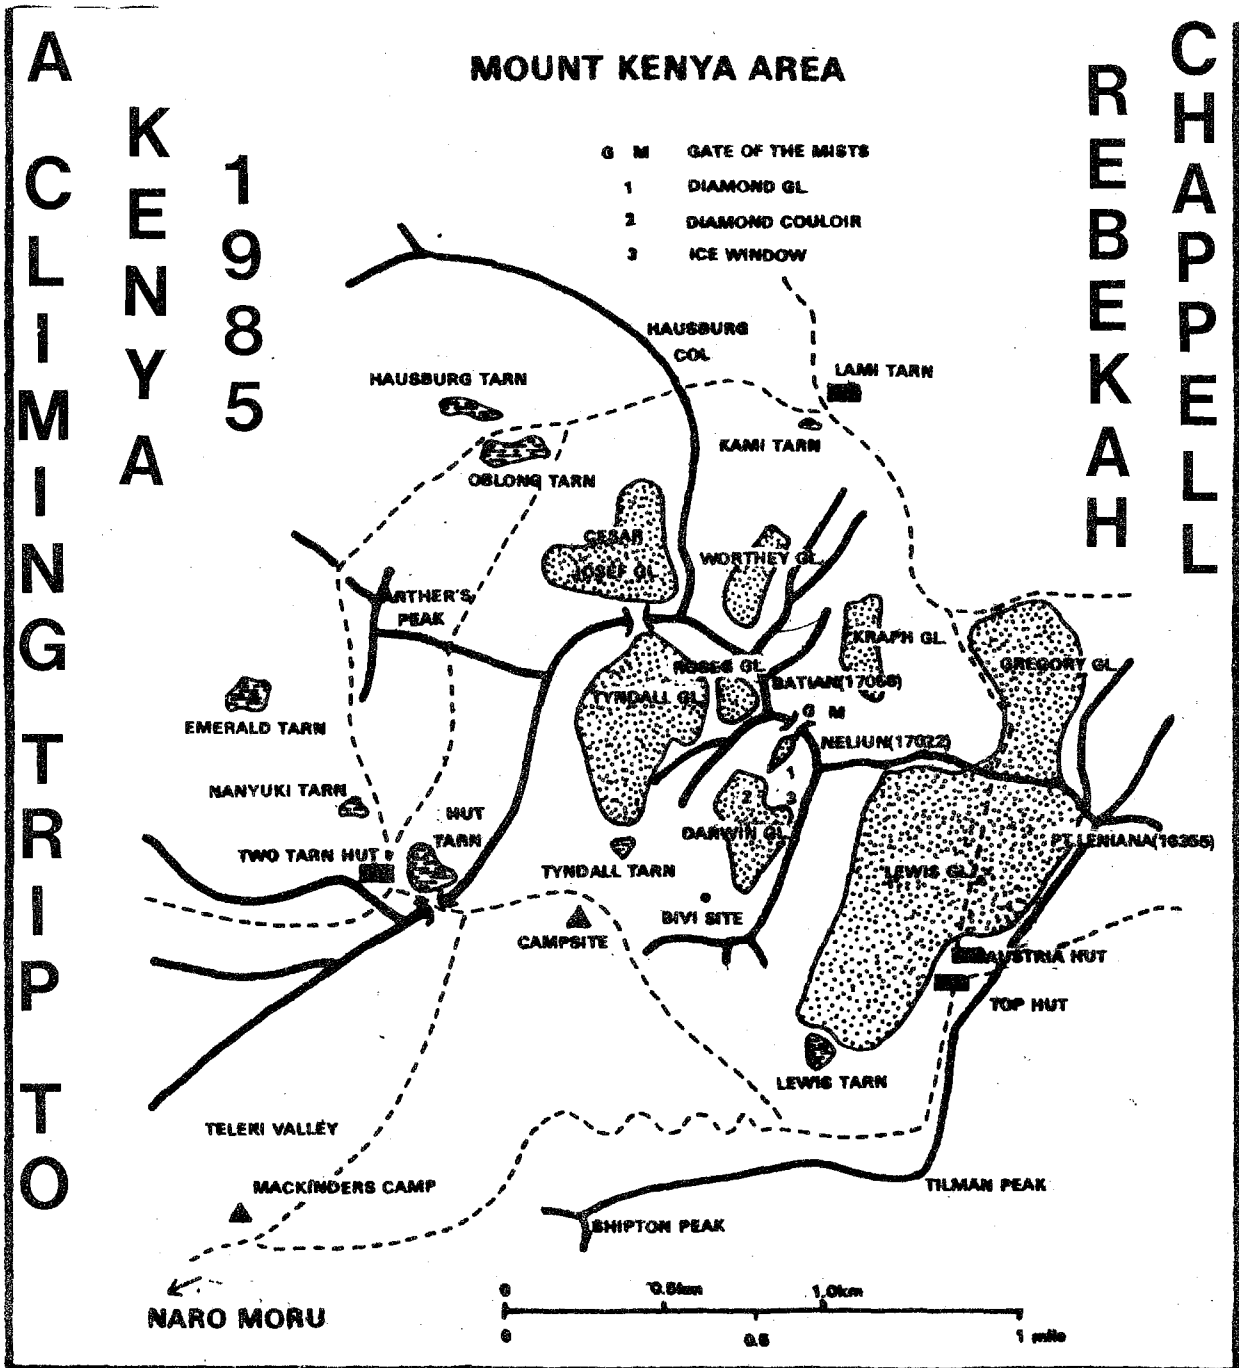 A CLIMING TRIP TO
KENYA
1985
REBEKAH
CHAPPELL
MOUNT KENYA AREA
G M GATE OF THE MISTS
1 DIAMOND GL
2 DIAMOND COULOIR
3 ICE WINDOW
HAUSBURG
COL
LAMI TARN
HAUSBURG TARN
KAMI TARN
OBLONG TARN
CESAR
JOSEF GL.
WORTHEY GL.
ARTHER'S
PEAK
KRAPH GL.
GREGORY GL.
ROSEG GL.
TYNDALL GL.
BATIAN(17058)
G M
EMERALD TARN
NELIUN(17022)
1
NANYUKI TARN
2
3
HUT
TARN
DARWIN GL.
PT. LENIANA(16355)
TWO TARN HUT
TYNDALL TARN
LEWIS GL.
BIVI SITE
CAMPSITE
AUSTRIA HUT
TOP HUT
LEWIS TARN
TELEKI VALLEY
MACKINDERS CAMP
TILMAN PEAK
SHIPTON PEAK
NARO MORU
0 0.5km 1.0km
0 0.5 1 mile